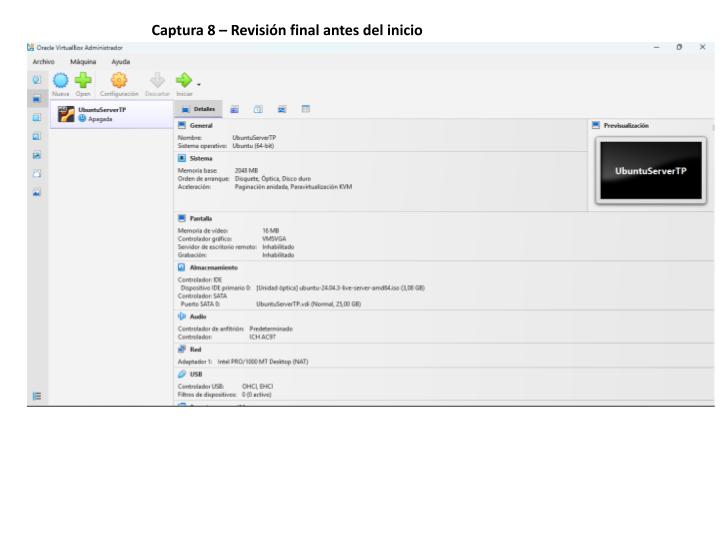 Captura 8 – Revisión final antes del inicio
Oracle VirtualBox Administrador
Archivo Máquina Ayuda
Nueva Open Configuración Descartar Iniciar
UbuntuServerTP
Apagada
Detalles
General
Nombre: UbuntuServerTP
Sistema operativo: Ubuntu (64-bit)
Previsualización
UbuntuServerTP
Sistema
Memoria base: 2048 MB
Orden de arranque: Disquete, Óptica, Disco duro
Aceleración: Paginación anidada, Paravirtualización KVM
Pantalla
Memoria de vídeo: 16 MB
Controlador gráfico: VMSVGA
Servidor de escritorio remoto: Inhabilitado
Grabación: Inhabilitado
Almacenamiento
Controlador: IDE
Dispositivo IDE primario 0: [Unidad óptica] ubuntu-24.04.3-live-server-amd64.iso (3,08 GB)
Controlador: SATA
Puerto SATA 0: UbuntuServerTP.vdi (Normal, 25,00 GB)
Audio
Controlador de anfitrión: Predeterminado
Controlador: ICH AC97
Red
Adaptador 1: Intel PRO/1000 MT Desktop (NAT)
USB
Controlador USB: OHCI, EHCI
Filtros de dispositivos: 0 (0 activo)